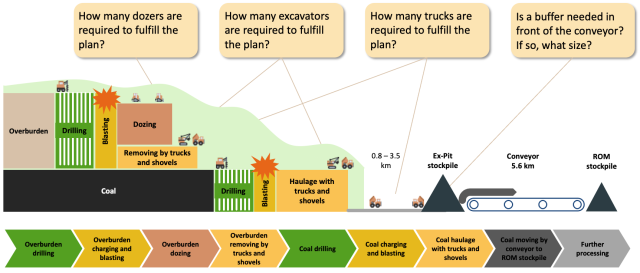 How many dozers are
required to fulfill the
plan?
How many excavators
are required to fulfill
the plan?
How many trucks are
required to fulfill the
plan?
Is a buffer needed in
front of the conveyor?
If so, what size?
Overburden
Drilling
Blasting
Dozing
Removing by trucks
and shovels
Coal
Drilling
Blasting
Haulage with
trucks and
shovels
0.8 – 3.5
km
Ex-Pit
stockpile
Conveyor
5.6 km
ROM
stockpile
Overburden
drilling
Overburden
charging and
blasting
Overburden
dozing
Overburden
removing by
trucks and
shovels
Coal drilling
Coal charging
and blasting
Coal haulage
with trucks and
shovels
Coal moving by
conveyor to
ROM stockpile
Further
processing